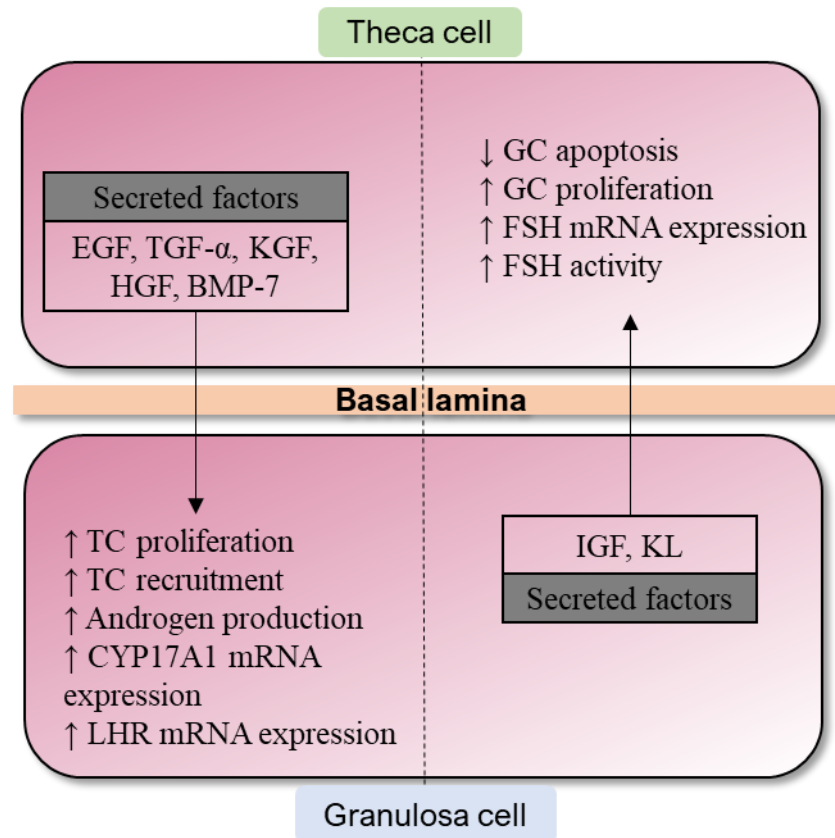 Theca cell
Secreted factors
EGF, TGF-α, KGF,
HGF, BMP-7
↓ GC apoptosis
↑ GC proliferation
↑ FSH mRNA expression
↑ FSH activity
Basal lamina
↑ TC proliferation
↑ TC recruitment
↑ Androgen production
↑ CYP17A1 mRNA
expression
↑ LHR mRNA expression
IGF, KL
Secreted factors
Granulosa cell